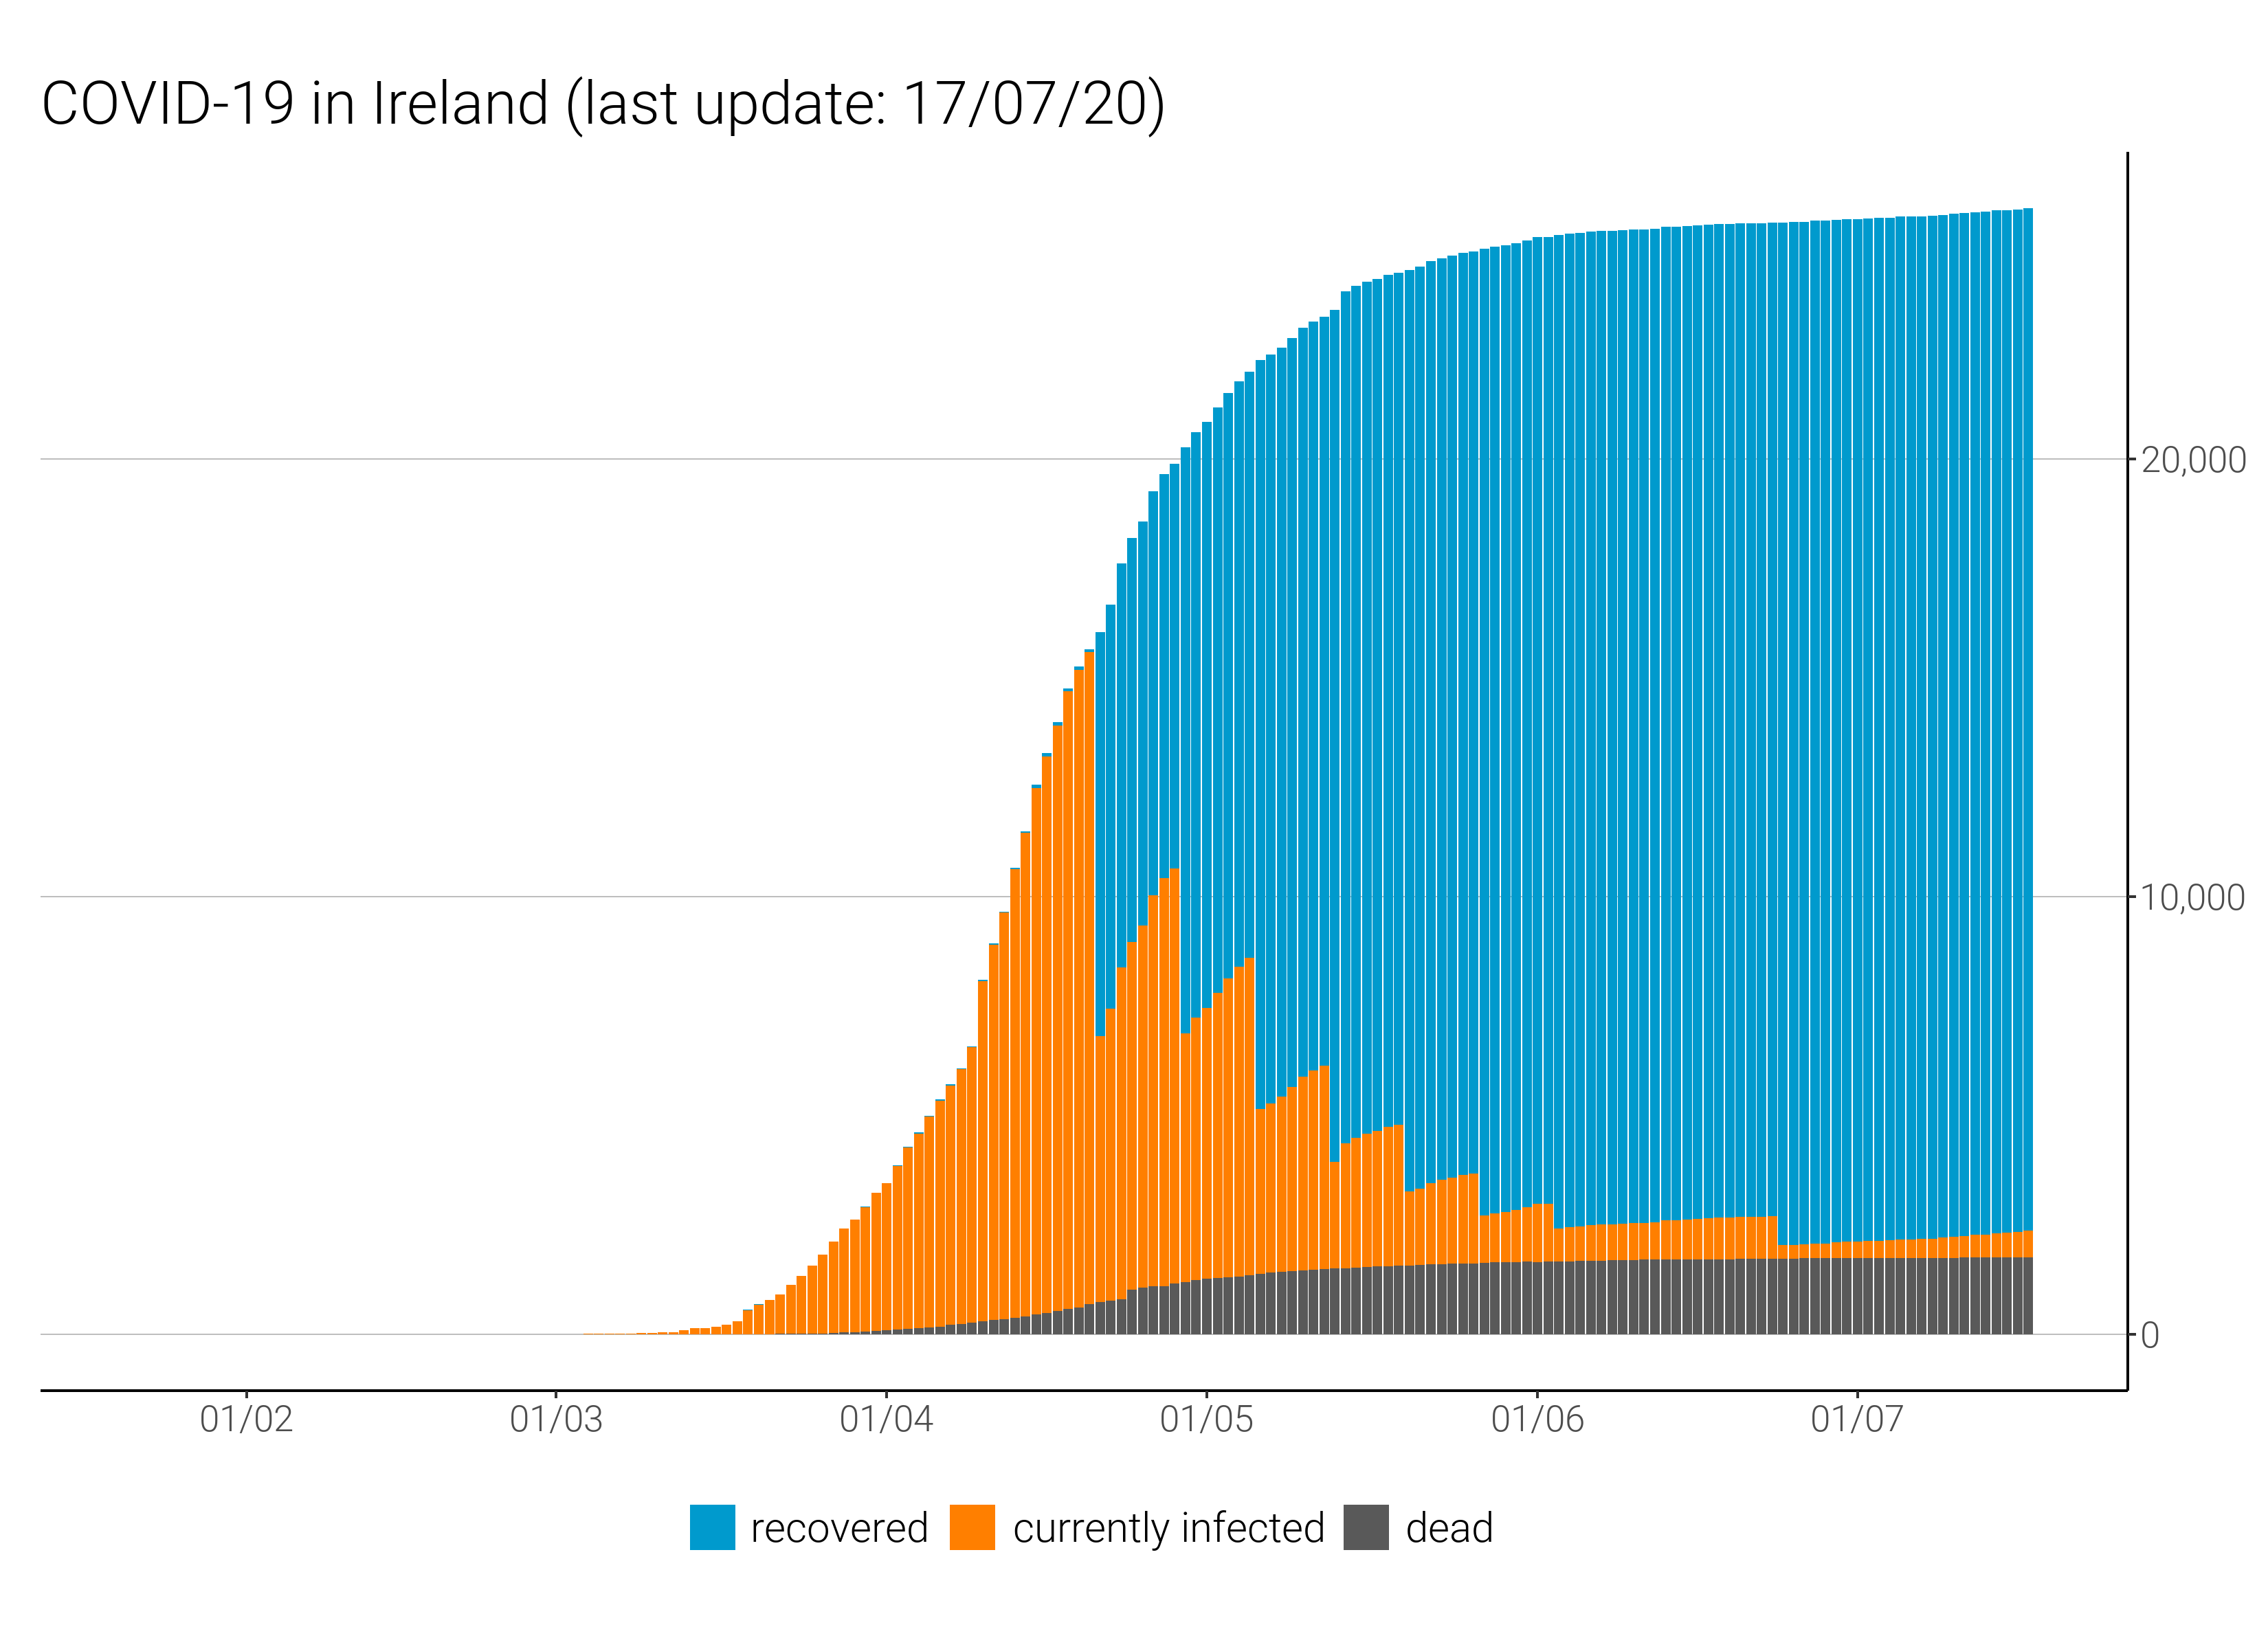 COVID-19 in Ireland (last update: 17/07/20)
20,000
10,000
0
01/02 01/03 01/04 01/05 01/06 01/07
recovered currently infected dead